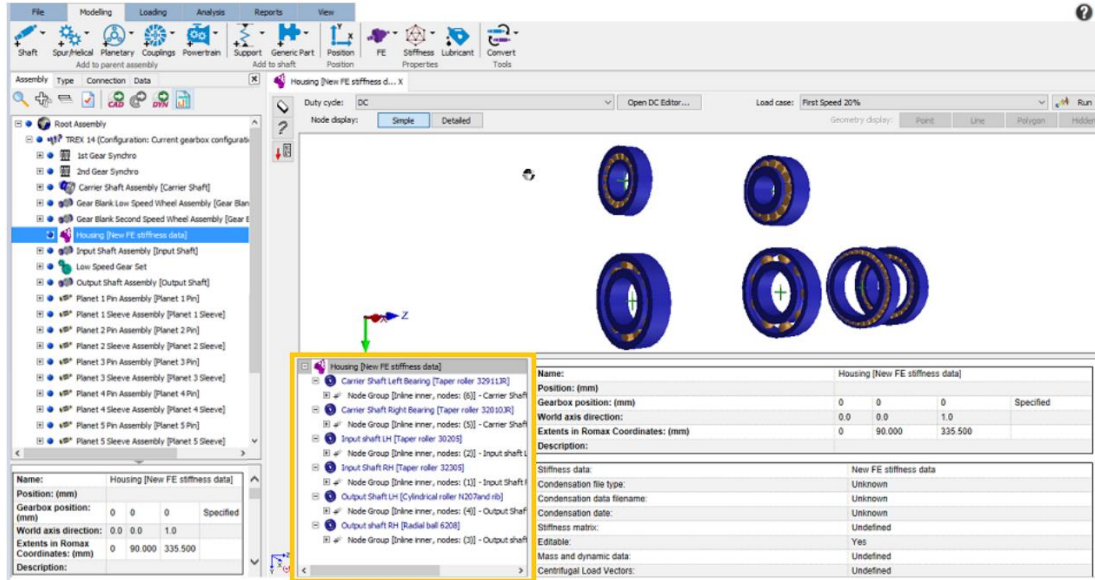 File Modelling Loading Analysis Reports View
Shaft Spur/Helical Planetary Couplings Powertrain Support Generic Part Position FE Stiffness Lubricant Convert
Add to parent assembly Add to shaft Position Properties Tools
Assembly Type Connection Data
CAD DYN
Root Assembly
TREX 14 (Configuration: Current gearbox configurati
1st Gear Synchro
2nd Gear Synchro
Carrier Shaft Assembly [Carrier Shaft]
Gear Blank Low Speed Wheel Assembly [Gear Blan
Gear Blank Second Speed Wheel Assembly [Gear B
Housing [New FE stiffness data]
Input Shaft Assembly [Input Shaft]
Low Speed Gear Set
Output Shaft Assembly [Output Shaft]
Planet 1 Pin Assembly [Planet 1 Pin]
Planet 1 Sleeve Assembly [Planet 1 Sleeve]
Planet 2 Pin Assembly [Planet 2 Pin]
Planet 2 Sleeve Assembly [Planet 2 Sleeve]
Planet 3 Pin Assembly [Planet 3 Pin]
Planet 3 Sleeve Assembly [Planet 3 Sleeve]
Planet 4 Pin Assembly [Planet 4 Pin]
Planet 4 Sleeve Assembly [Planet 4 Sleeve]
Planet 5 Pin Assembly [Planet 5 Pin]
Planet 5 Sleeve Assembly [Planet 5 Sleeve]
Name: Housing [New FE stiffness data]
Position: (mm)
Gearbox position: (mm) 0 0 0 Specified
World axis direction: 0.0 0.0 1.0
Extents in Romax Coordinates: (mm) 0 90.000 335.500
Description:
Housing [New FE stiffness d... X
Duty cycle: DC Open DC Editor... Load case: First Speed 20% Run
Node display: Simple Detailed Geometry display: Point Line Polygon Hidden
Z
Housing [New FE stiffness data]
Carrier Shaft Left Bearing [Taper roller 32911JR]
Node Group [Inline inner, nodes: (6)] - Carrier Shaf
Carrier Shaft Right Bearing [Taper roller 32010JR]
Node Group [Inline inner, nodes: (5)] - Carrier Shaf
Input shaft LH [Taper roller 30205]
Node Group [Inline inner, nodes: (2)] - Input shaft L
Input Shaft RH [Taper roller 32305]
Node Group [Inline inner, nodes: (1)] - Input Shaft R
Output Shaft LH [Cylindrical roller N207and rib]
Node Group [Inline inner, nodes: (4)] - Output Shaf
Output shaft RH [Radial ball 6208]
Node Group [Inline inner, nodes: (3)] - Output shaft
Name: Housing [New FE stiffness data]
Position: (mm)
Gearbox position: (mm) 0 0 0 Specified
World axis direction: 0.0 0.0 1.0
Extents in Romax Coordinates: (mm) 0 90.000 335.500
Description:
Stiffness data: New FE stiffness data
Condensation file type: Unknown
Condensation data filename: Unknown
Condensation date: Unknown
Stiffness matrix: Undefined
Editable: Yes
Mass and dynamic data: Undefined
Centrifugal Load Vectors: Undefined